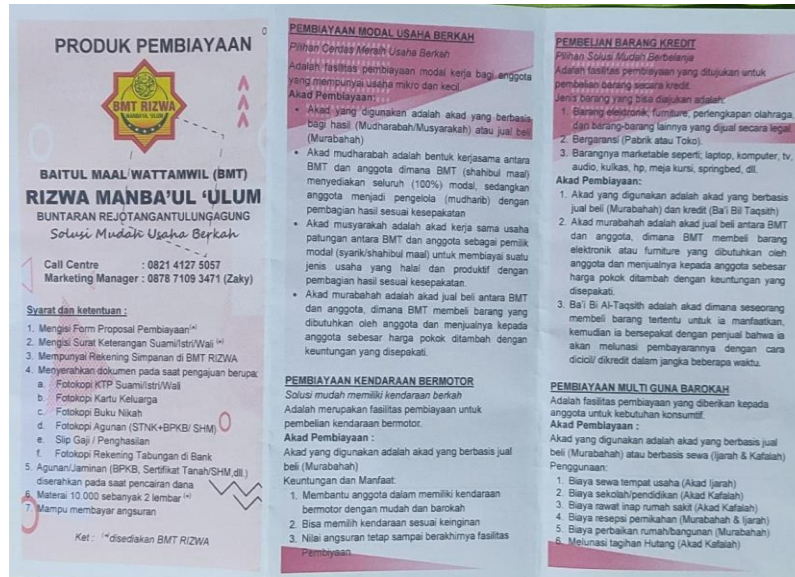 PRODUK PEMBIAYAAN
BMT RIZWA
MANBA'UL 'ULUM
BAITUL MAAL WATTAMWIL (BMT)
RIZWA MANBA'UL 'ULUM
BUNTARAN REJOTANGANTULUNGAGUNG
Solusi Mudah Usaha Berkah
Call Centre : 0821 4127 5057
Marketing Manager : 0878 7109 3471 (Zaky)
Syarat dan ketentuan :
1. Mengisi Form Proposal Pembiayaan(*)
2. Mengisi Surat Keterangan Suami/Istri/Wali (*)
3. Mempunyai Rekening Simpanan di BMT RIZWA
4. Menyerahkan dokumen pada saat pengajuan berupa:
a. Fotokopi KTP Suami/Istri/Wali
b. Fotokopi Kartu Keluarga
c. Fotokopi Buku Nikah
d. Fotokopi Agunan (STNK+BPKB/ SHM)
e. Slip Gaji / Penghasilan
f. Fotokopi Rekening Tabungan di Bank
5. Agunan/Jaminan (BPKB, Sertifikat Tanah/SHM,dll.)
diserahkan pada saat pencairan dana
6. Materai 10.000 sebanyak 2 lembar (*)
7. Mampu membayar angsuran
Ket : (*)disediakan BMT RIZWA
PEMBIAYAAN MODAL USAHA BERKAH
Pilihan Cerdas Meraih Usaha Berkah
Adalah fasilitas pembiayaan modal kerja bagi anggota
yang mempunyai usaha mikro dan kecil.
Akad Pembiayaan:
• Akad yang digunakan adalah akad yang berbasis
bagi hasil (Mudharabah/Musyarakah) atau jual beli
(Murabahah)
• Akad mudharabah adalah bentuk kerjasama antara
BMT dan anggota dimana BMT (shahibul maal)
menyediakan seluruh (100%) modal, sedangkan
anggota menjadi pengelola (mudharib) dengan
pembagian hasil sesuai kesepakatan
• Akad musyarakah adalah akad kerja sama usaha
patungan antara BMT dan anggota sebagai pemilik
modal (syarik/shahibul maal) untuk membiayai suatu
jenis usaha yang halal dan produktif dengan
pembagian hasil sesuai kesepakatan.
• Akad murabahah adalah akad jual beli antara BMT
dan anggota, dimana BMT membeli barang yang
dibutuhkan oleh anggota dan menjualnya kepada
anggota sebesar harga pokok ditambah dengan
keuntungan yang disepakati.
PEMBIAYAAN KENDARAAN BERMOTOR
Solusi mudah memiliki kendaraan berkah
Adalah merupakan fasilitas pembiayaan untuk
pembelian kendaraan bermotor.
Akad Pembiayaan :
Akad yang digunakan adalah akad yang berbasis jual
beli (Murabahah)
Keuntungan dan Manfaat:
1. Membantu anggota dalam memiliki kendaraan
bermotor dengan mudah dan barokah
2. Bisa memilih kendaraan sesuai keinginan
3. Nilai angsuran tetap sampai berakhirnya fasilitas
Pembiyaan.
PEMBELIAN BARANG KREDIT
Pilihan Solusi Mudah Berbelanja
Adalah fasilitas pembiayaan yang ditujukan untuk
pembelian barang secara kredit.
Jenis barang yang bisa diajukan adalah:
1. Barang elektronik, furniture, perlengkapan olahraga,
dan barang-barang lainnya yang dijual secara legal.
2. Bergaransi (Pabrik atau Toko).
3. Barangnya marketable seperti; laptop, komputer, tv,
audio, kulkas, hp, meja kursi, springbed, dll.
Akad Pembiayaan:
1. Akad yang digunakan adalah akad yang berbasis
jual beli (Murabahah) dan kredit (Ba'i Bil Taqsith)
2. Akad murabahah adalah akad jual beli antara BMT
dan anggota, dimana BMT membeli barang
elektronik atau furniture yang dibutuhkan oleh
anggota dan menjualnya kepada anggota sebesar
harga pokok ditambah dengan keuntungan yang
disepakati.
3. Ba'i Bi Al-Taqsith adalah akad dimana seseorang
membeli barang tertentu untuk ia manfaatkan,
kemudian ia bersepakat dengan penjual bahwa ia
akan melunasi pembayarannya dengan cara
dicicil/ dikredit dalam jangka beberapa waktu.
PEMBIAYAAN MULTI GUNA BAROKAH
Adalah fasilitas pembiayaan yang diberikan kepada
anggota untuk kebutuhan konsumtif.
Akad Pembiayaan :
Akad yang digunakan adalah akad yang berbasis jual
beli (Murabahah) atau berbasis sewa (Ijarah & Kafalah)
Penggunaan:
1. Biaya sewa tempat usaha (Akad Ijarah)
2. Biaya sekolah/pendidikan (Akad Kafalah)
3. Biaya rawat inap rumah sakit (Akad Kafalah)
4. Biaya resepsi pernikahan (Murabahah & Ijarah)
5. Biaya perbaikan rumah/bangunan (Murabahah)
6. Melunasi tagihan Hutang (Akad Kafalah)